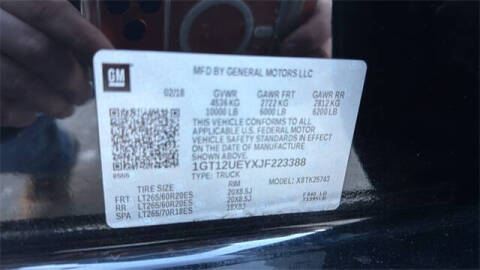 GM
MFD BY GENERAL MOTORS LLC
02/18 GVWR GAWR FRT GAWR RR
4536 KG 2722 KG 2812 KG
10000 LB 6000 LB 6200 LB
THIS VEHICLE CONFORMS TO ALL
APPLICABLE U.S. FEDERAL MOTOR
VEHICLE SAFETY STANDARDS IN EFFECT
ON THE DATE OF MANUFACTURE SHOWN ABOVE.
1GT12UEYXJF223388
TYPE: TRUCK MODEL:
TIRE SIZE RIM
FRT LT265/60R20ES 20X8.5J
RR LT265/60R20ES 20X8.5J
SPA LT265/70R18ES